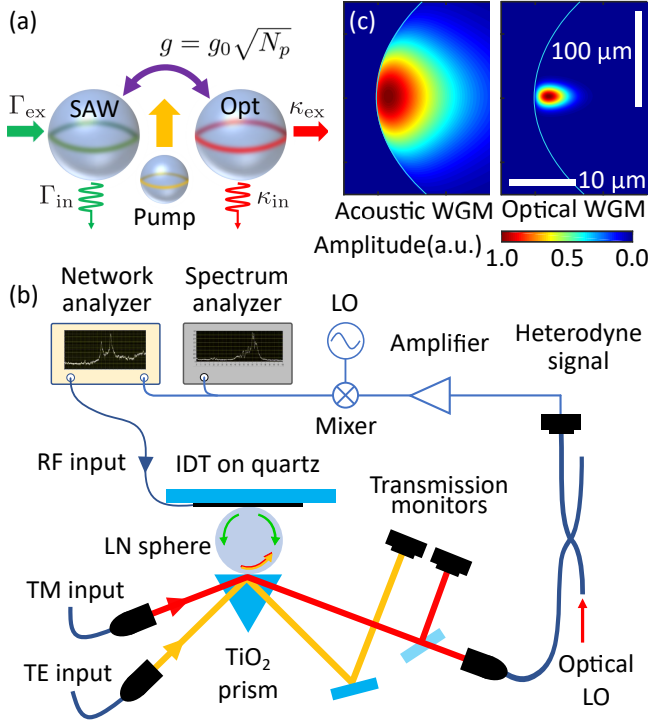 (a)
g = g₀√Nₚ
SAW
Opt
Γex
κex
Γin
κin
Pump
(c)
100 μm
10 μm
Acoustic WGM
Optical WGM
Amplitude(a.u.)
1.0 0.5 0.0
(b)
Network
analyzer
Spectrum
analyzer
LO
Amplifier
Heterodyne
signal
Mixer
RF input
IDT on quartz
Transmission
monitors
LN sphere
TM input
TE input
TiO₂
prism
Optical
LO